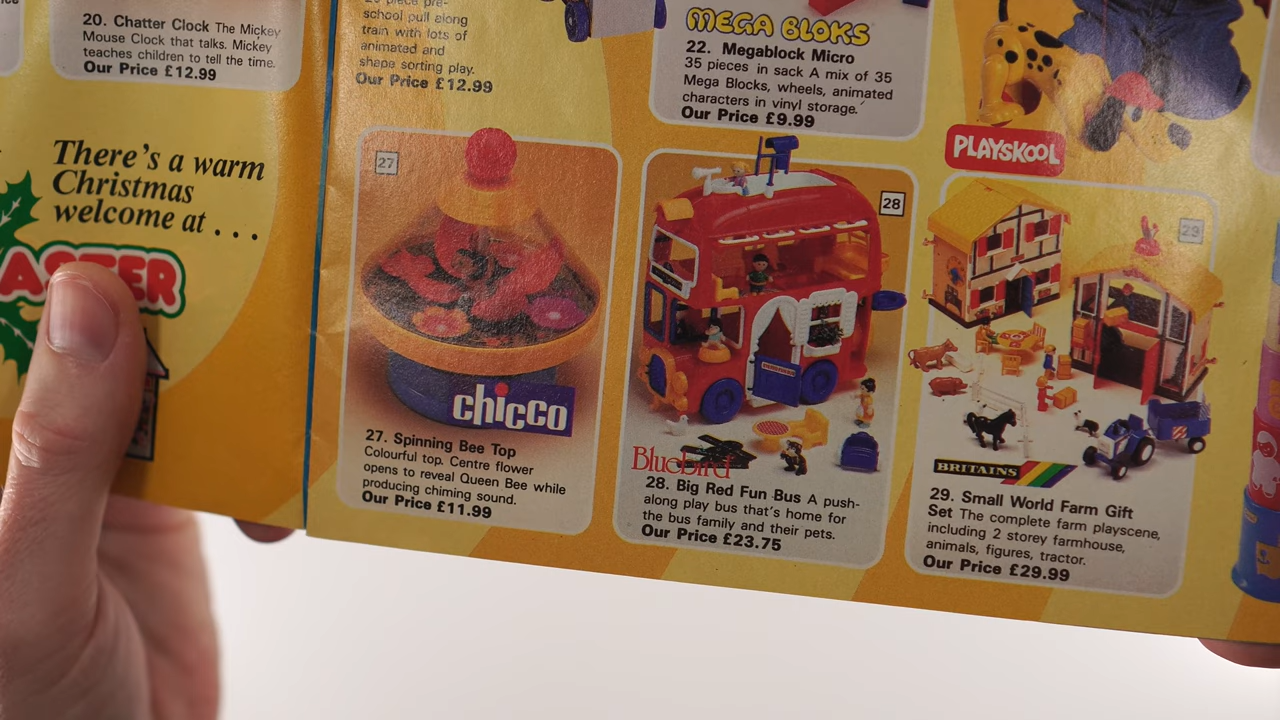 20. Chatter Clock The Mickey
Mouse Clock that talks. Mickey
teaches children to tell the time.
Our Price £12.99
There's a warm
Christmas
welcome at . . .
school pull along
train with lots of
animated and
shape sorting play.
Our Price £12.99
MEGA BLOKS
22. Megablock Micro
35 pieces in sack A mix of 35
Mega Blocks, wheels, animated
characters in vinyl storage.
Our Price £9.99
PLAYSKOOL
27
chicco
27. Spinning Bee Top
Colourful top. Centre flower
opens to reveal Queen Bee while
producing chiming sound.
Our Price £11.99
28
Bluebird
28. Big Red Fun Bus A push-
along play bus that's home for
the bus family and their pets.
Our Price £23.75
29
BRITAINS
29. Small World Farm Gift
Set The complete farm playscene,
including 2 storey farmhouse,
animals, figures, tractor.
Our Price £29.99